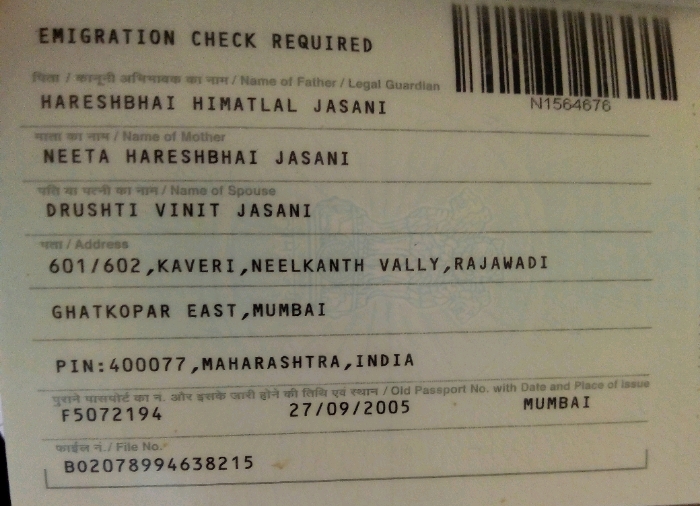 EMIGRATION CHECK REQUIRED
N1564676
पिता / कानूनी अभिभावक का नाम / Name of Father / Legal Guardian
HARESHBHAI HIMATLAL JASANI
माता का नाम / Name of Mother
NEETA HARESHBHAI JASANI
पति या पत्नी का नाम / Name of Spouse
DRUSHTI VINIT JASANI
पता / Address
601/602,KAVERI,NEELKANTH VALLY,RAJAWADI
GHATKOPAR EAST,MUMBAI
PIN:400077,MAHARASHTRA,INDIA
पुराने पासपोर्ट का नं. और इसके जारी होने की तिथि एवं स्थान / Old Passport No. with Date and Place of Issue
F5072194 27/09/2005 MUMBAI
फाईल नं. / File No.
BO2078994638215